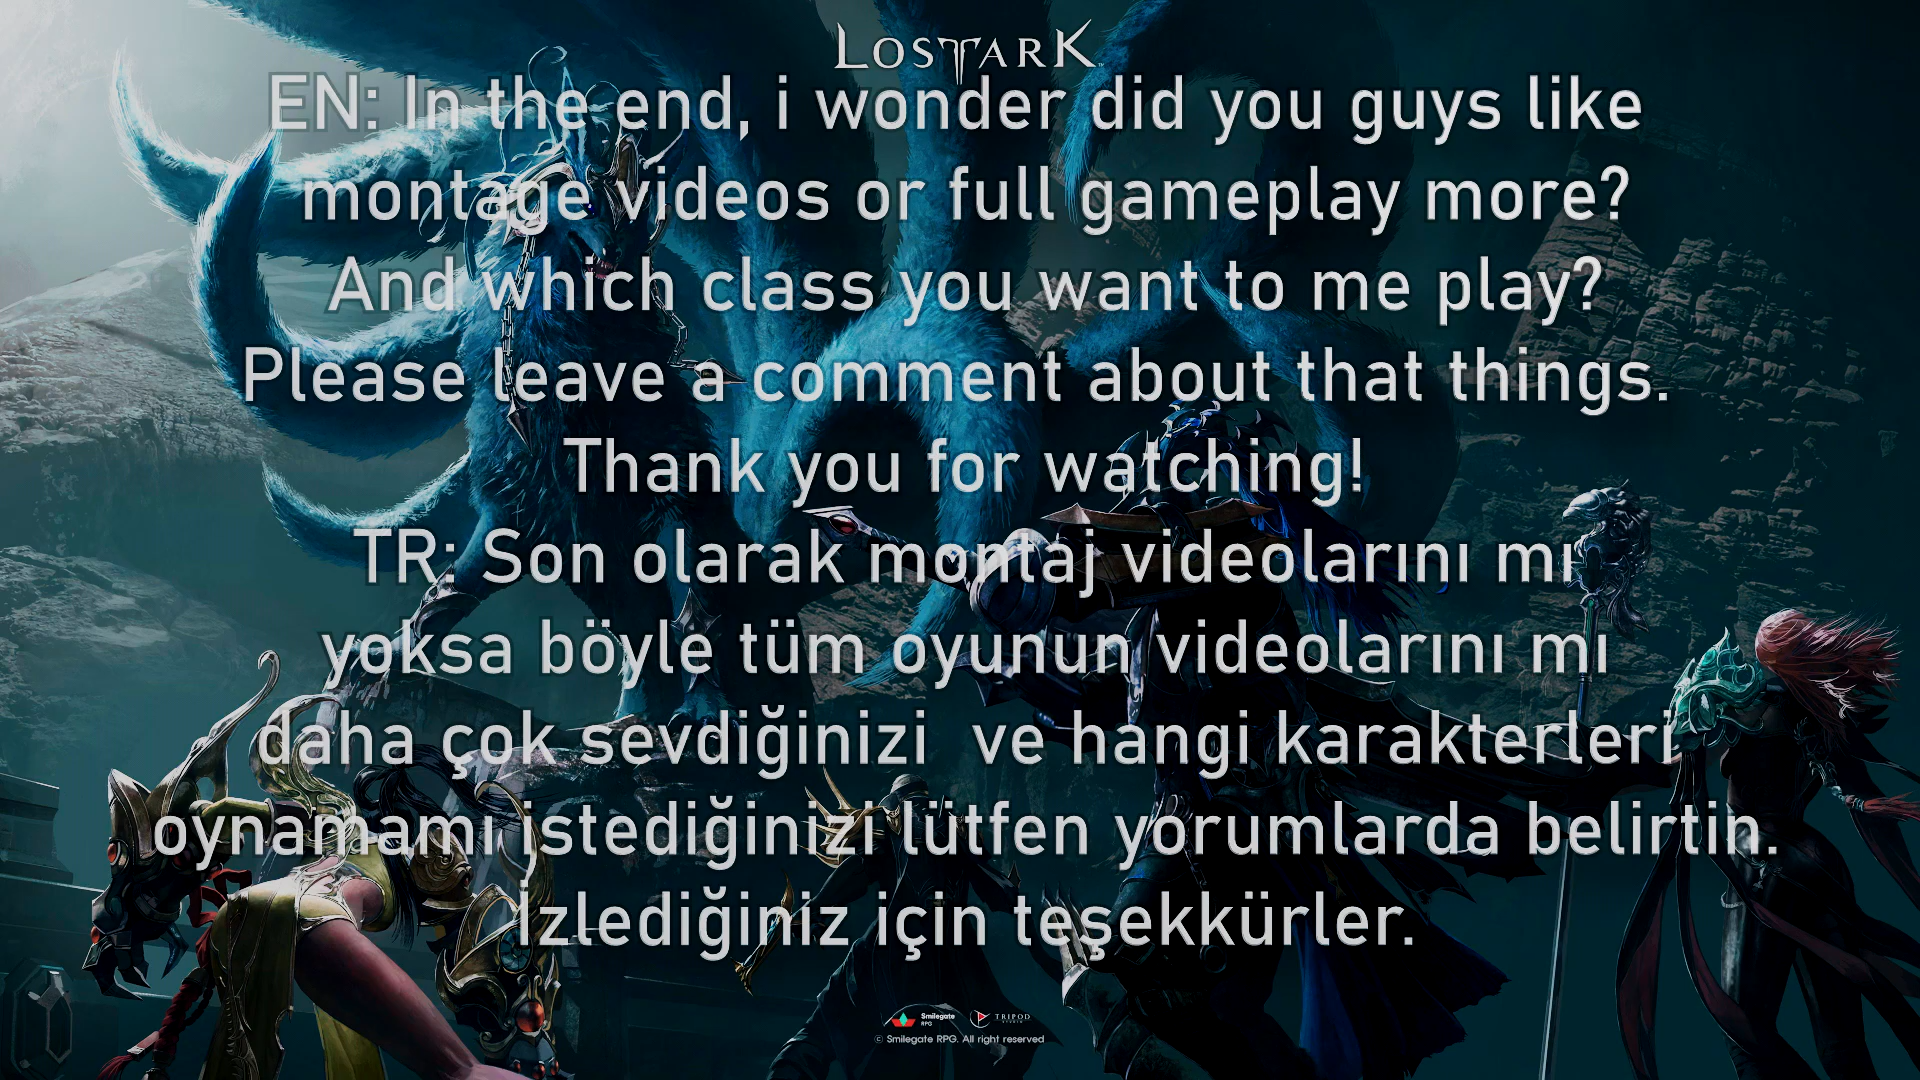 LOSTARK
EN: In the end, i wonder did you guys like
montage videos or full gameplay more?
And which class you want to me play?
Please leave a comment about that things.
Thank you for watching!
TR: Son olarak montaj videolarını mı
yoksa böyle tüm oyunun videolarını mı
daha çok sevdiğinizi ve hangi karakterleri
oynamamı istediğinizi lütfen yorumlarda belirtin.
İzlediğiniz için teşekkürler.
Smilegate RPG TRIPOD STUDIO
© Smilegate RPG. All right reserved